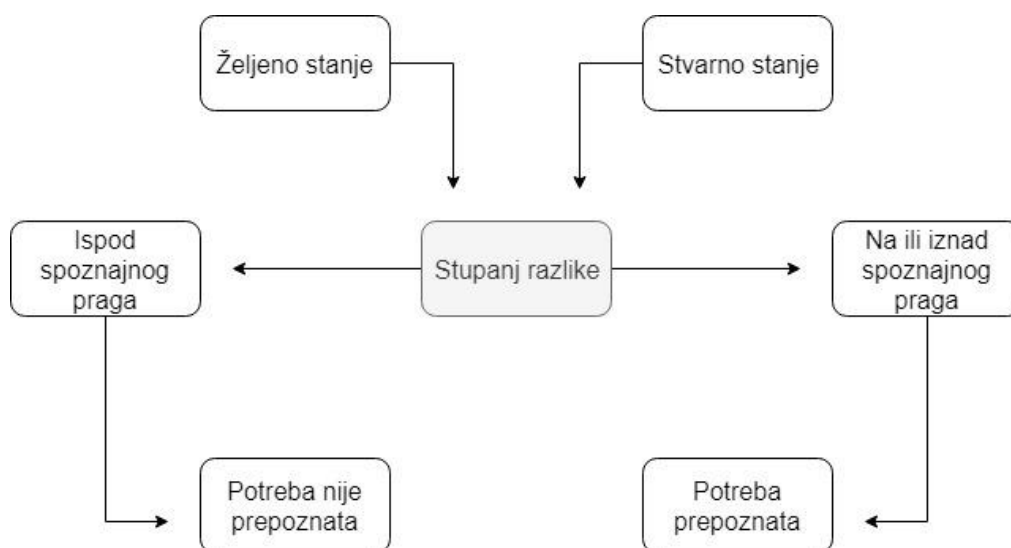 Željeno stanje
Stvarno stanje
Ispod
spoznajnog
praga
Stupanj razlike
Na ili iznad
spoznajnog
praga
Potreba nije
prepoznata
Potreba
prepoznata